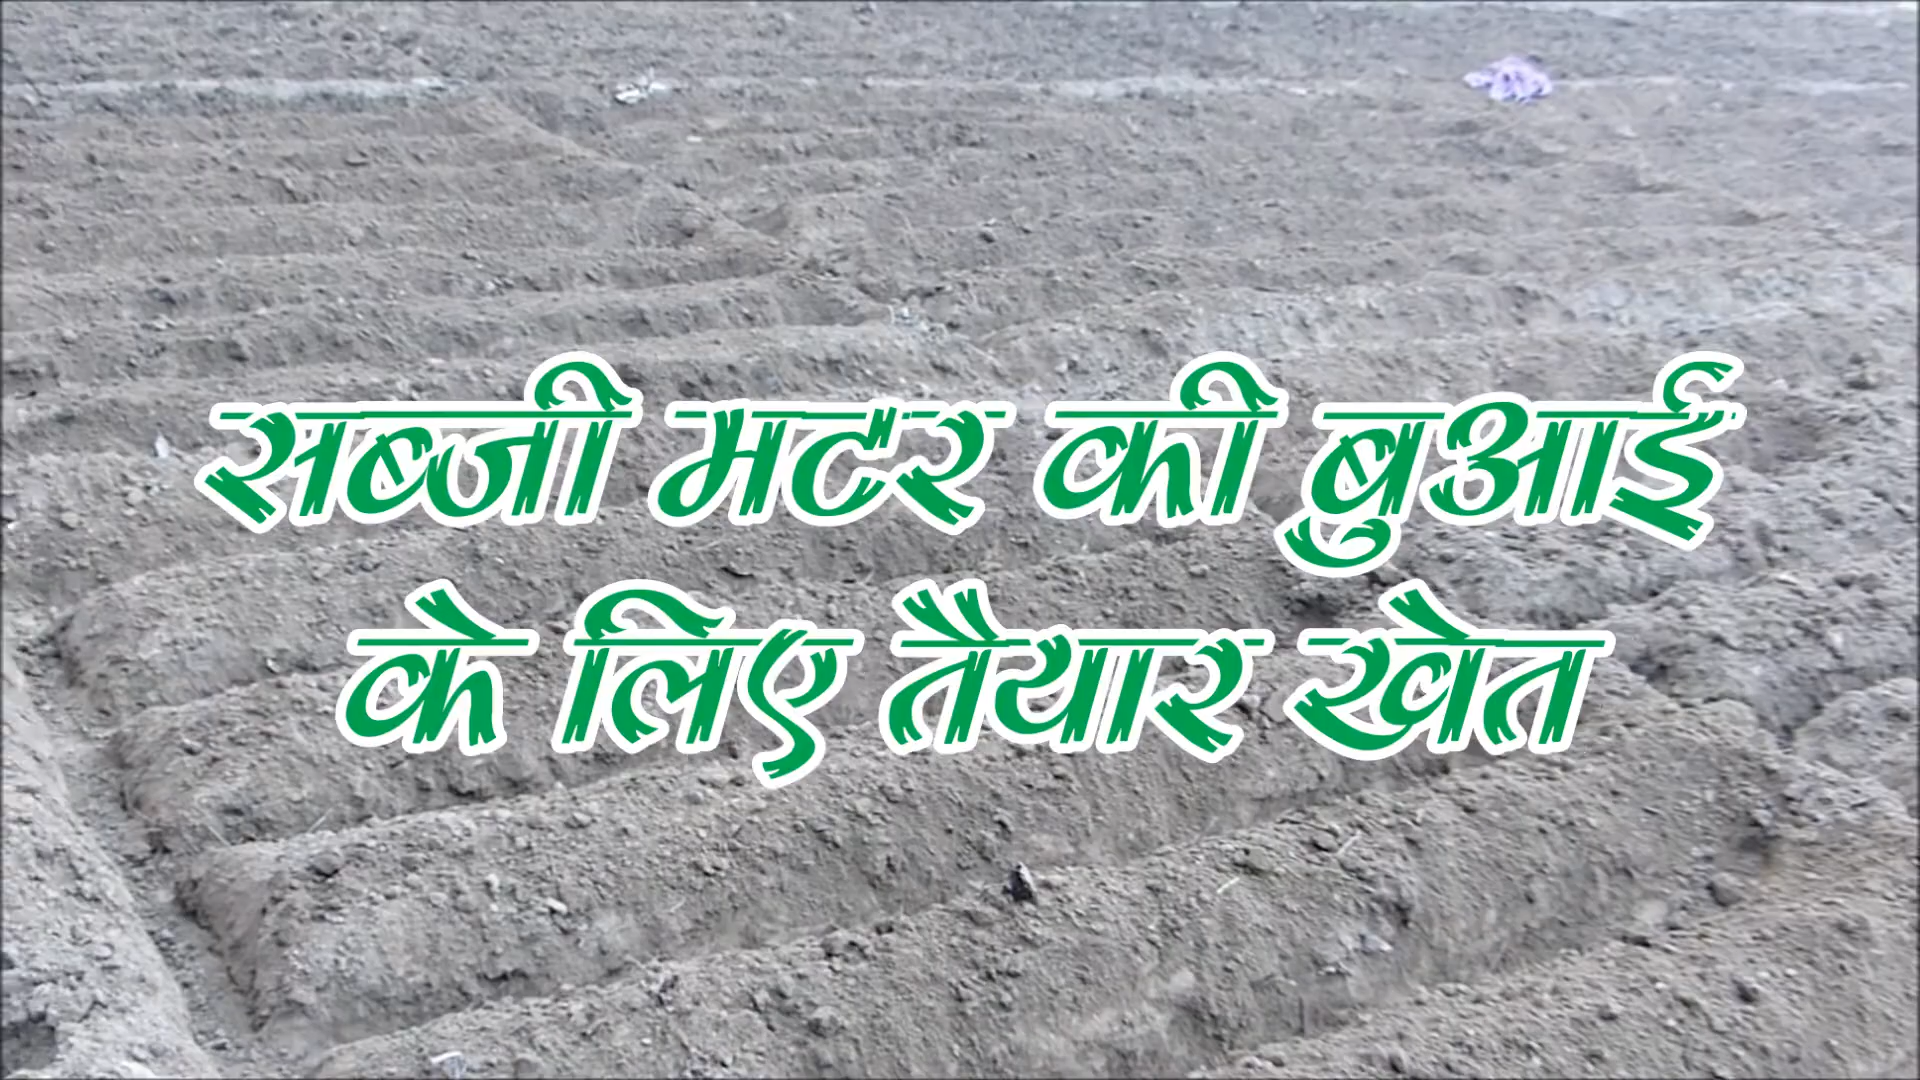 सब्जी मटर की बुआई
के लिए तैयार खेत